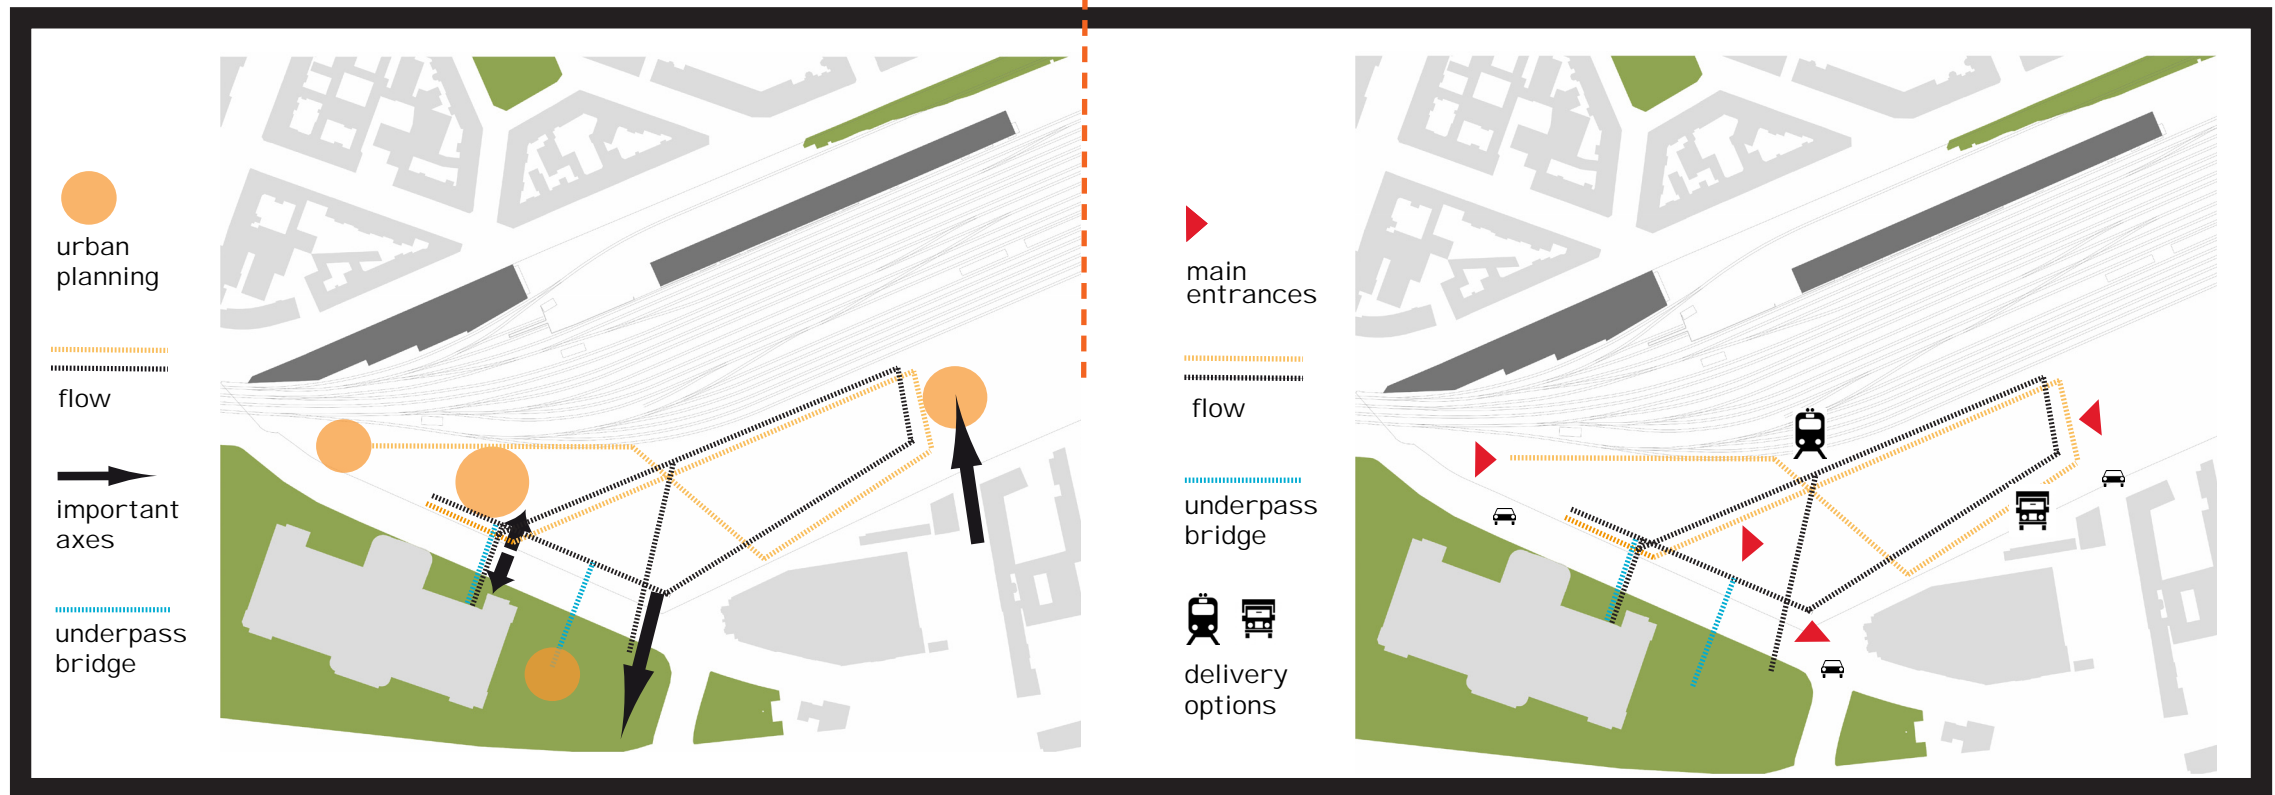 urban
planning
flow
important
axes
underpass
bridge
main
entrances
flow
underpass
bridge
delivery
options